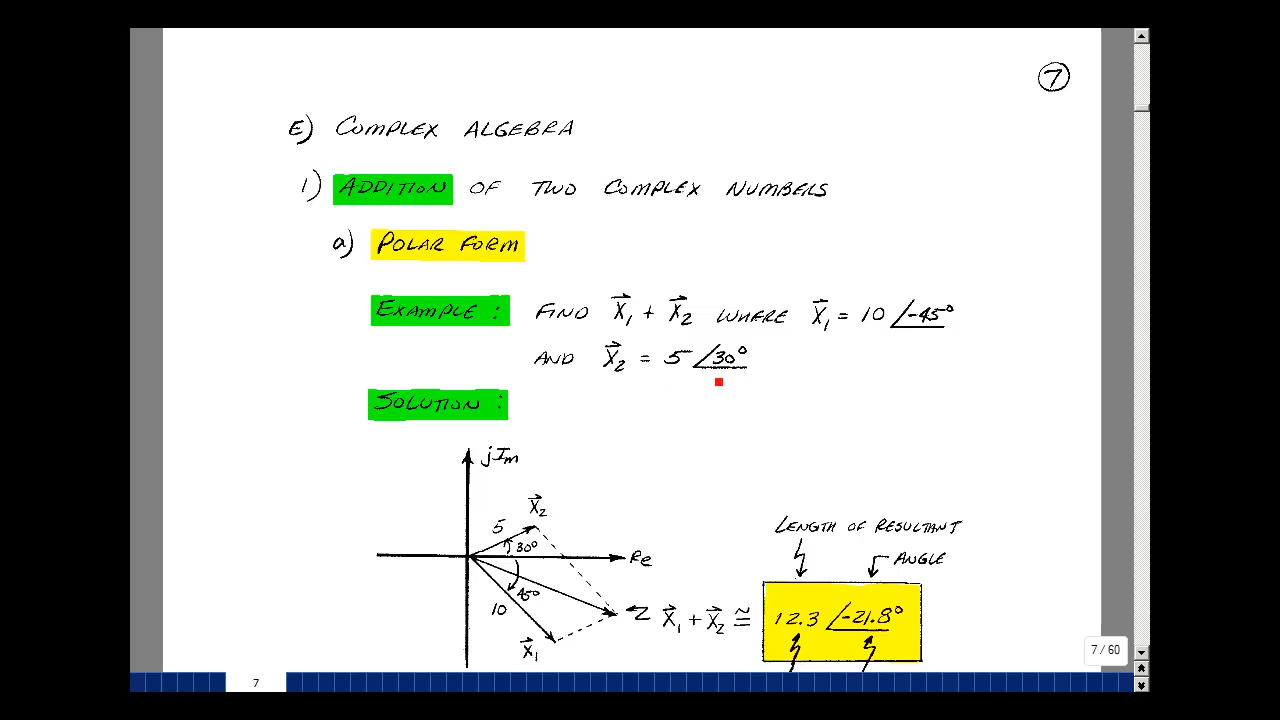 7
E) COMPLEX ALGEBRA
1) ADDITION OF TWO COMPLEX NUMBERS
a) POLAR FORM
EXAMPLE: FIND X⃗₁ + X⃗₂ WHERE X⃗₁ = 10 ∠-45°
AND X⃗₂ = 5 ∠30°
SOLUTION:
jIm
X⃗₂
5
30°
Re
45°
10
X⃗₁
LENGTH OF RESULTANT
ANGLE
X⃗₁ + X⃗₂ ≅ 12.3 ∠-21.8°
7 / 60
7